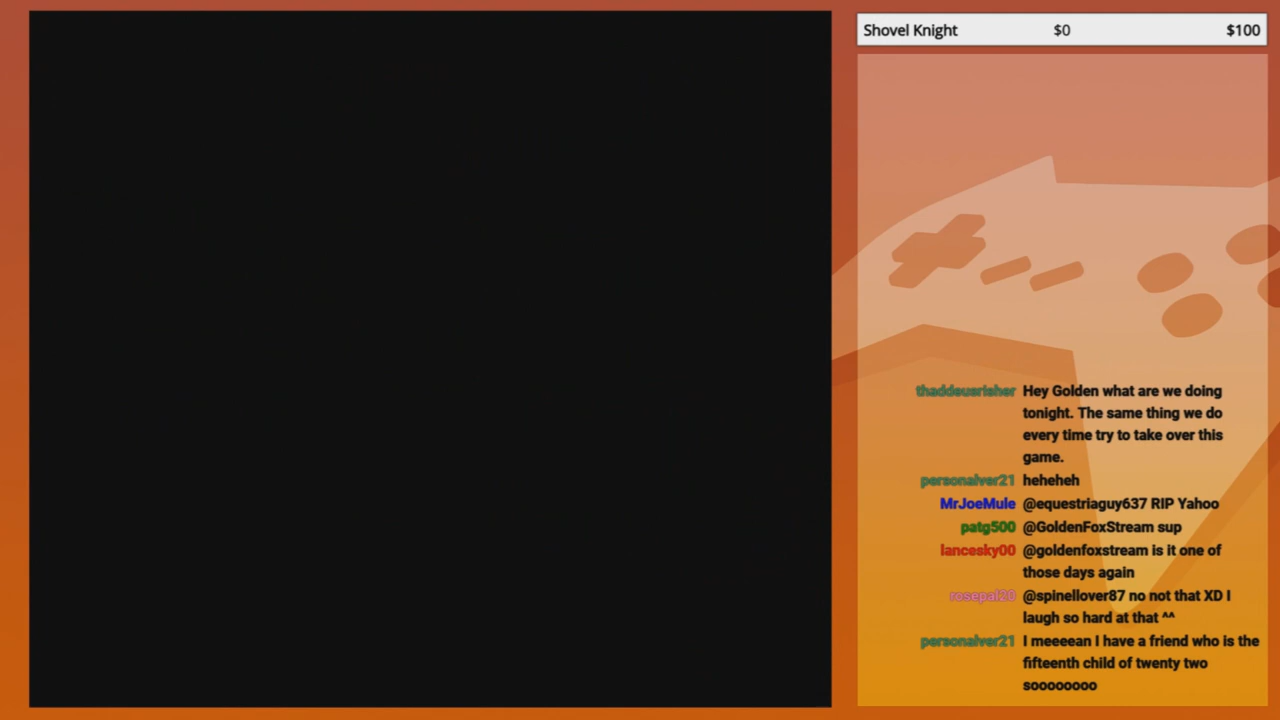 Shovel Knight $0 $100
thaddeuerisher Hey Golden what are we doing
tonight. The same thing we do
every time try to take over this
game.
personalver21 heheheh
MrJoeMule @equestriaguy637 RIP Yahoo
patg500 @GoldenFoxStream sup
lancesky00 @goldenfoxstream is it one of
those days again
rosepal20 @spinellover87 no not that XD I
laugh so hard at that ^^
personalver21 I meeeean I have a friend who is the
fifteenth child of twenty two
soooooooo